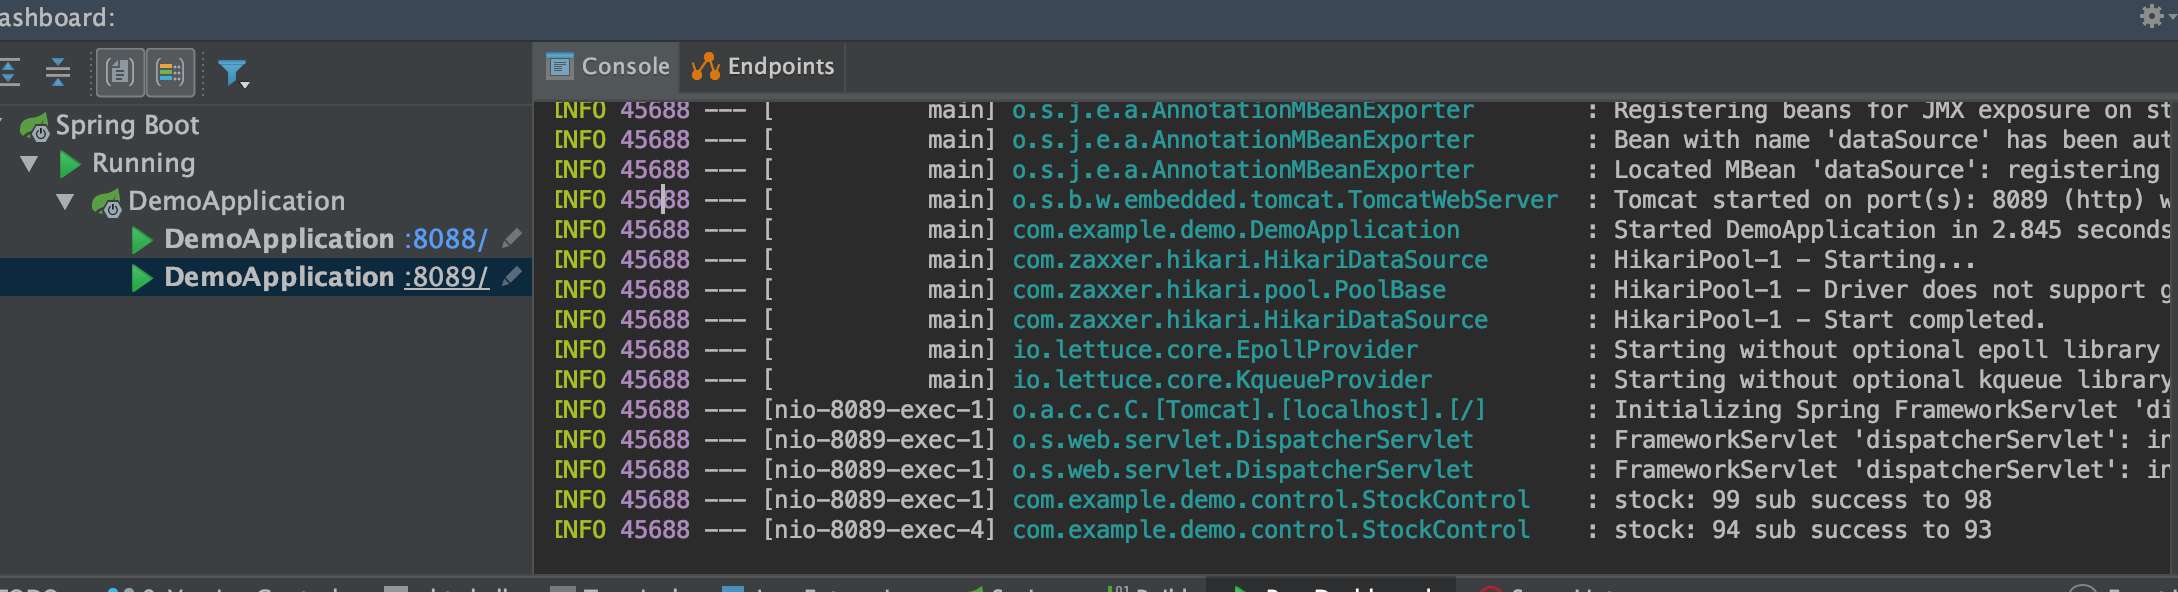 ashboard:
Console
Endpoints
Spring Boot
Running
DemoApplication
DemoApplication :8088/
DemoApplication :8089/
INFO 45688 --- [           main] o.s.j.e.a.AnnotationMBeanExporter        : Registering beans for JMX exposure on st
INFO 45688 --- [           main] o.s.j.e.a.AnnotationMBeanExporter        : Bean with name 'dataSource' has been aut
INFO 45688 --- [           main] o.s.j.e.a.AnnotationMBeanExporter        : Located MBean 'dataSource': registering
INFO 45688 --- [           main] o.s.b.w.embedded.tomcat.TomcatWebServer  : Tomcat started on port(s): 8089 (http) w
INFO 45688 --- [           main] com.example.demo.DemoApplication         : Started DemoApplication in 2.845 seconds
INFO 45688 --- [           main] com.zaxxer.hikari.HikariDataSource       : HikariPool-1 - Starting...
INFO 45688 --- [           main] com.zaxxer.hikari.pool.PoolBase          : HikariPool-1 - Driver does not support g
INFO 45688 --- [           main] com.zaxxer.hikari.HikariDataSource       : HikariPool-1 - Start completed.
INFO 45688 --- [           main] io.lettuce.core.EpollProvider            : Starting without optional epoll library
INFO 45688 --- [           main] io.lettuce.core.KqueueProvider           : Starting without optional kqueue library
INFO 45688 --- [nio-8089-exec-1] o.a.c.c.C.[Tomcat].[localhost].[/]       : Initializing Spring FrameworkServlet 'di
INFO 45688 --- [nio-8089-exec-1] o.s.web.servlet.DispatcherServlet        : FrameworkServlet 'dispatcherServlet': in
INFO 45688 --- [nio-8089-exec-1] o.s.web.servlet.DispatcherServlet        : FrameworkServlet 'dispatcherServlet': in
INFO 45688 --- [nio-8089-exec-1] com.example.demo.control.StockControl    : stock: 99 sub success to 98
INFO 45688 --- [nio-8089-exec-4] com.example.demo.control.StockControl    : stock: 94 sub success to 93